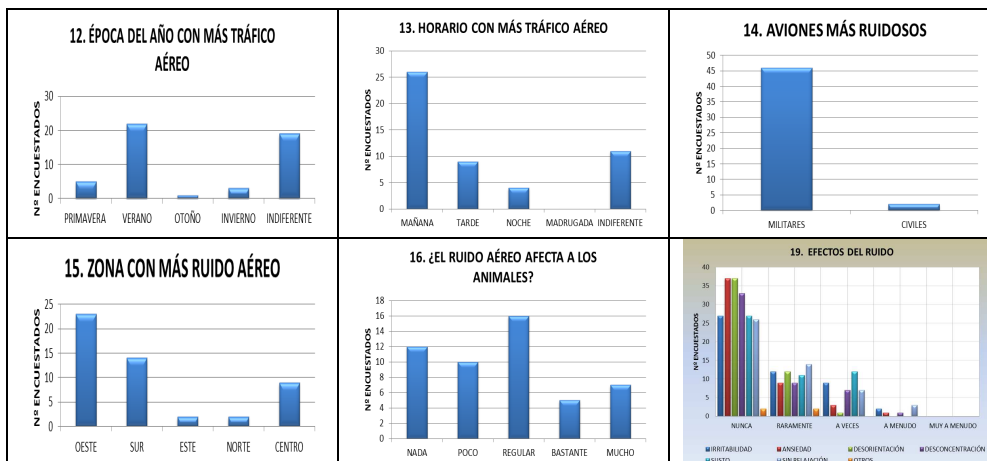 12. ÉPOCA DEL AÑO CON MÁS TRÁFICO
AÉREO
Nº ENCUESTADOS
30
20
10
0
PRIMAVERA VERANO OTOÑO INVIERNO INDIFERENTE
13. HORARIO CON MÁS TRÁFICO AÉREO
Nº ENCUESTADOS
30
25
20
15
10
5
0
MAÑANA TARDE NOCHE MADRUGADA INDIFERENTE
14. AVIONES MÁS RUIDOSOS
Nº ENCUESTADOS
50
45
40
35
30
25
20
15
10
5
0
MILITARES CIVILES
15. ZONA CON MÁS RUIDO AÉREO
Nº ENCUESTADOS
25
20
15
10
5
0
OESTE SUR ESTE NORTE CENTRO
16. ¿EL RUIDO AÉREO AFECTA A LOS
ANIMALES?
Nº ENCUESTADOS
18
16
14
12
10
8
6
4
2
0
NADA POCO REGULAR BASTANTE MUCHO
19. EFECTOS DEL RUIDO
Nº ENCUESTADOS
40
35
30
25
20
15
10
5
0
NUNCA RARAMENTE A VECES A MENUDO MUY A MENUDO
IRRITABILIDAD ANSIEDAD DESORIENTACIÓN DESCONCENTRACIÓN
SUSTO SIN RELAJACIÓN OTROS